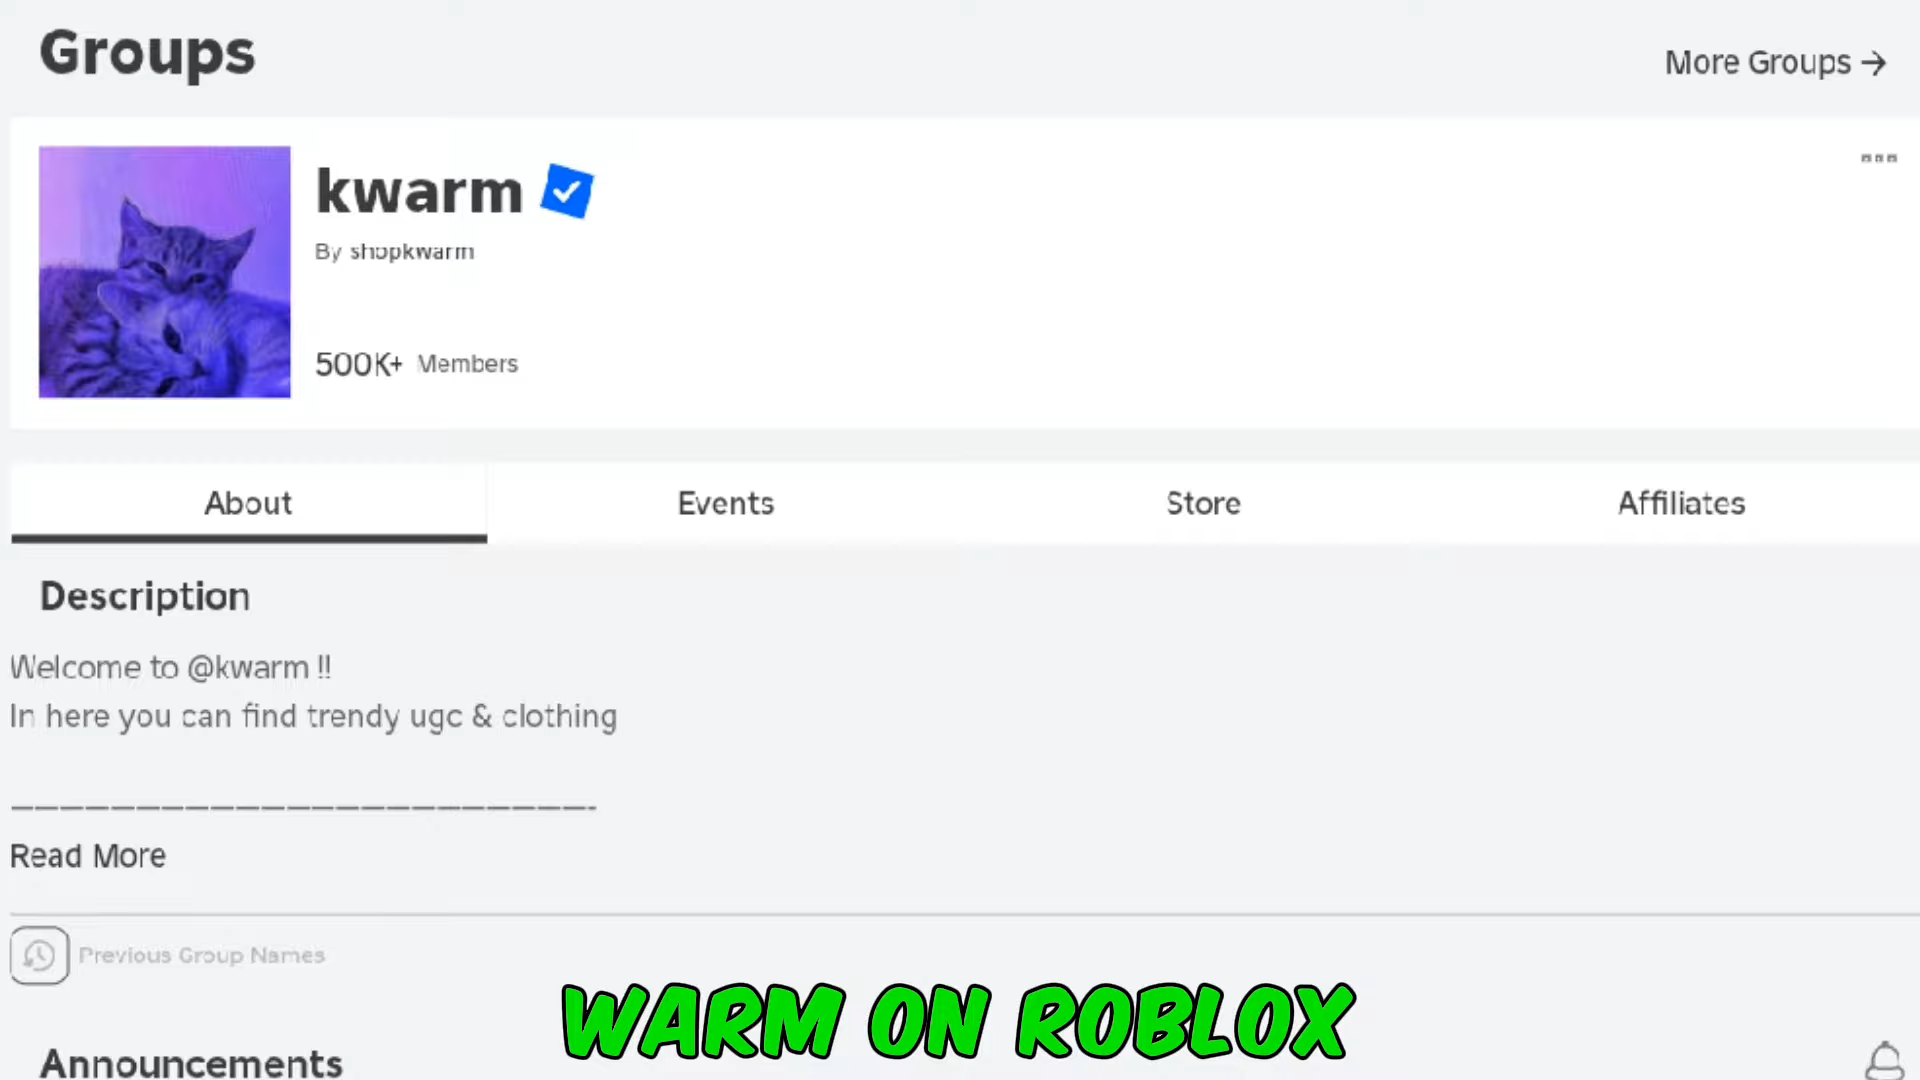 Groups
More Groups →
kwarm
By shopkwarm
500K+ Members
About Events Store Affiliates
Description
Welcome to @kwarm !!
In here you can find trendy ugc & clothing
————————————————————————-
Read More
Previous Group Names
WARM ON ROBLOX
Announcements